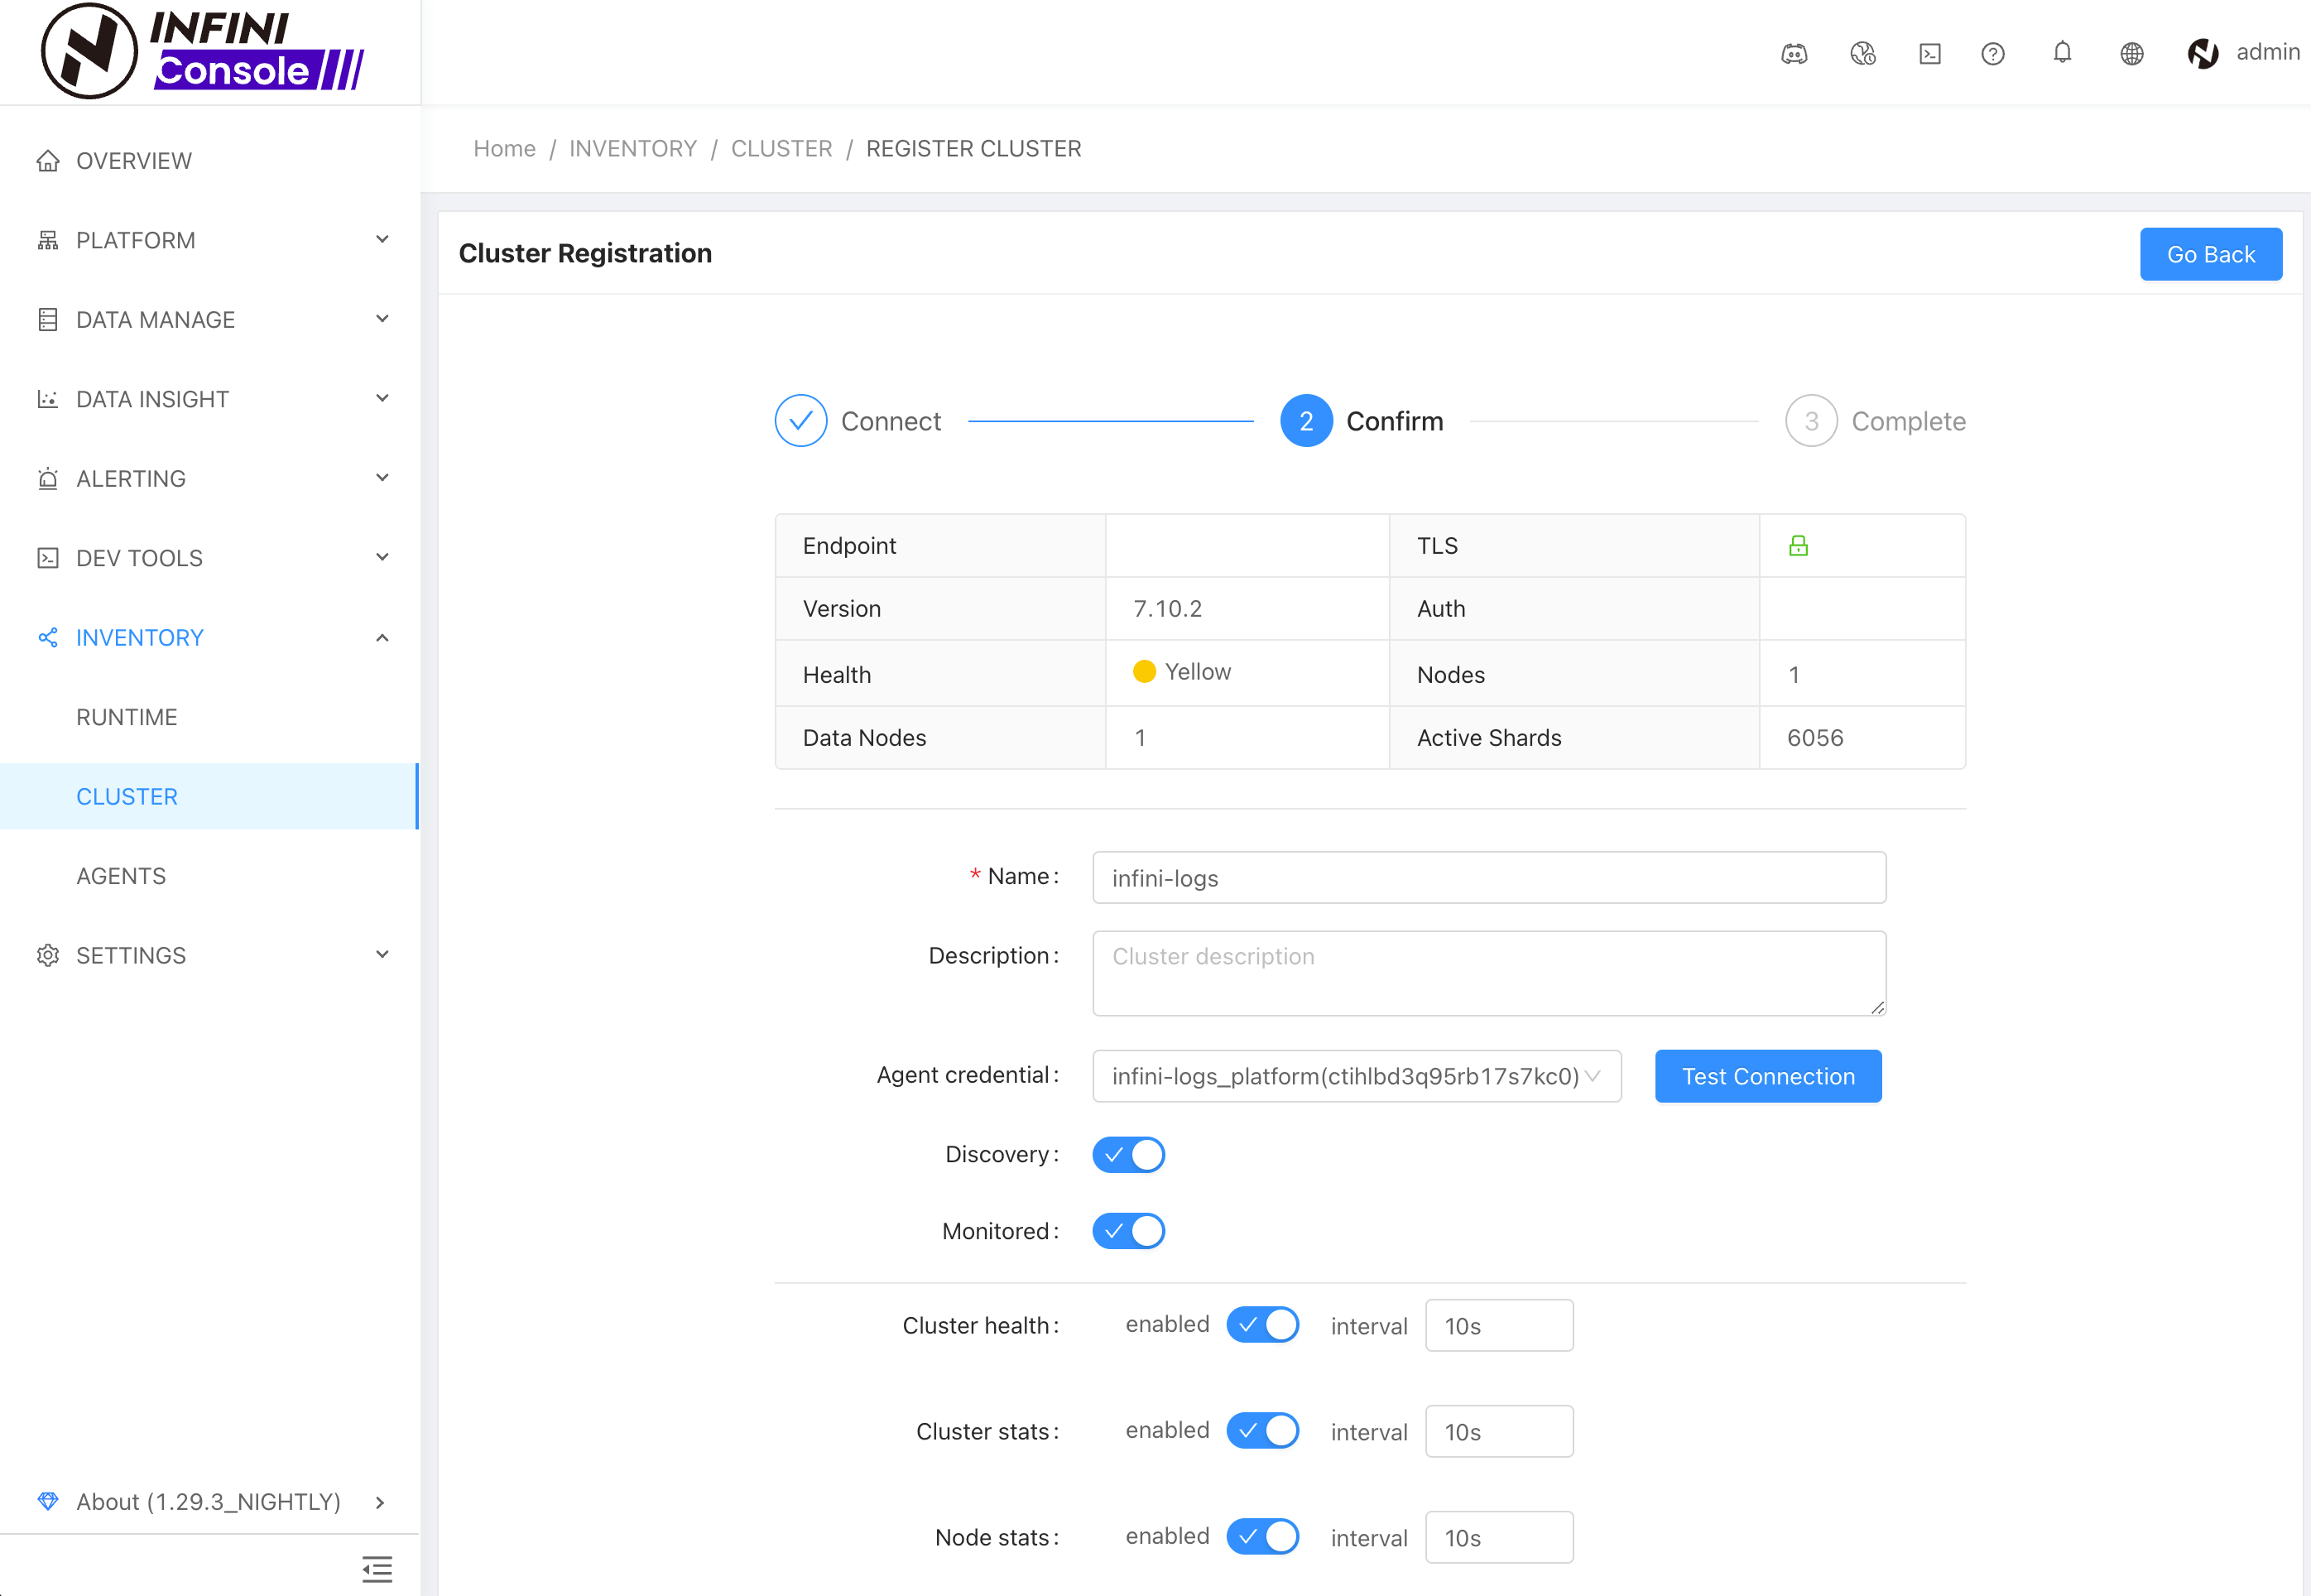 INFINI
Console
admin
OVERVIEW
PLATFORM
DATA MANAGE
DATA INSIGHT
ALERTING
DEV TOOLS
INVENTORY
RUNTIME
CLUSTER
AGENTS
SETTINGS
About (1.29.3_NIGHTLY)
Home / INVENTORY / CLUSTER / REGISTER CLUSTER
Cluster Registration
Go Back
Connect
2 Confirm
3 Complete
Endpoint TLS
Version 7.10.2 Auth
Health Yellow Nodes 1
Data Nodes 1 Active Shards 6056
* Name: infini-logs
Description: Cluster description
Agent credential: infini-logs_platform(ctihlbd3q95rb17s7kc0) Test Connection
Discovery:
Monitored:
Cluster health: enabled interval 10s
Cluster stats: enabled interval 10s
Node stats: enabled interval 10s